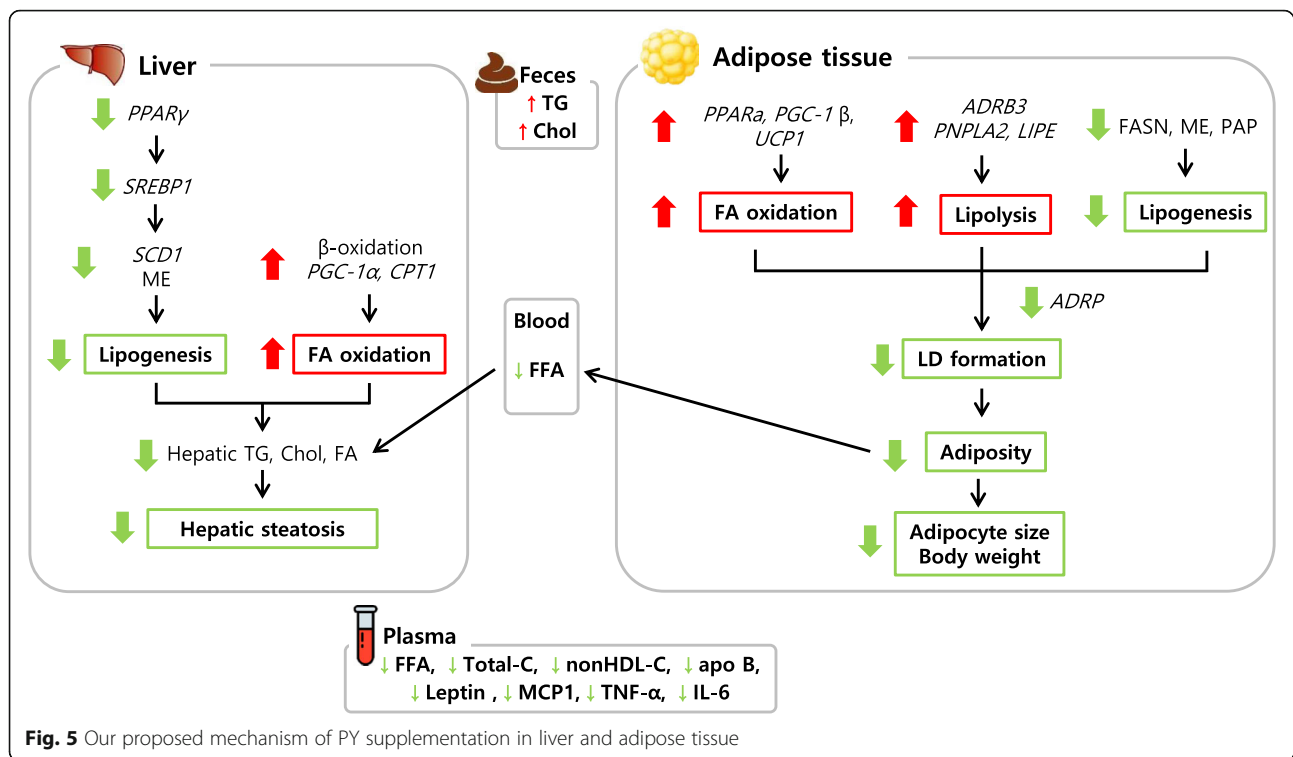 Liver
PPARγ
SREBP1
SCD1
ME
β-oxidation
PGC-1α, CPT1
Lipogenesis
FA oxidation
Hepatic TG, Chol, FA
Hepatic steatosis
Feces
↑ TG
↑ Chol
Blood
↓ FFA
Adipose tissue
PPARa, PGC-1 β,
UCP1
ADRB3
PNPLA2, LIPE
FASN, ME, PAP
FA oxidation
Lipolysis
Lipogenesis
ADRP
LD formation
Adiposity
Adipocyte size
Body weight
Plasma
↓ FFA, ↓ Total-C, ↓ nonHDL-C, ↓ apo B,
↓ Leptin , ↓ MCP1, ↓ TNF-α, ↓ IL-6
Fig. 5 Our proposed mechanism of PY supplementation in liver and adipose tissue